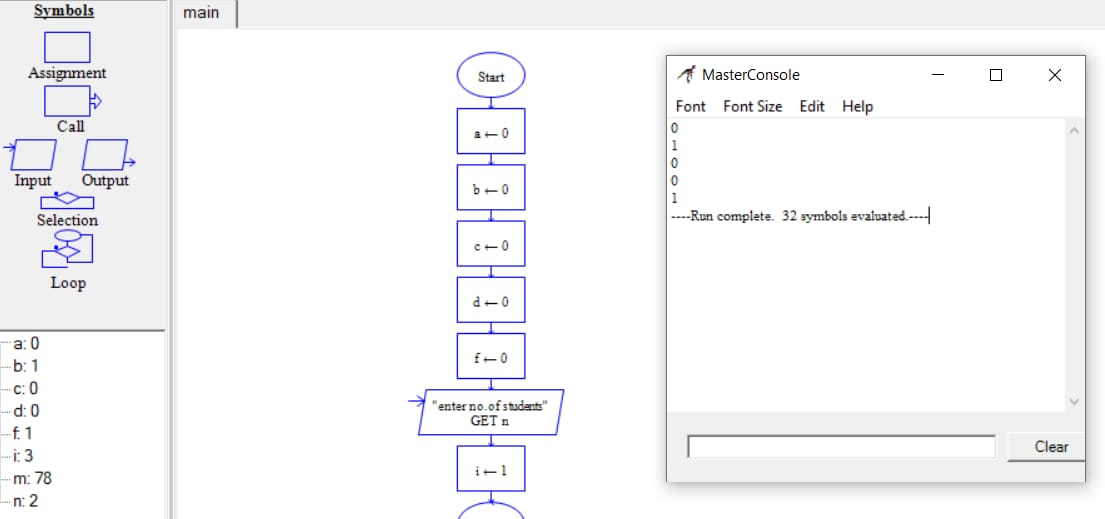 Symbols
Assignment
Call
Input Output
Selection
Loop
a: 0
b: 1
c: 0
d: 0
f: 1
i: 3
m: 78
n: 2
main
Start
a ← 0
b ← 0
c ← 0
d ← 0
f ← 0
"enter no.of students"
GET n
i ← 1
MasterConsole
Font Font Size Edit Help
0
1
0
0
1
----Run complete.  32 symbols evaluated.----
Clear